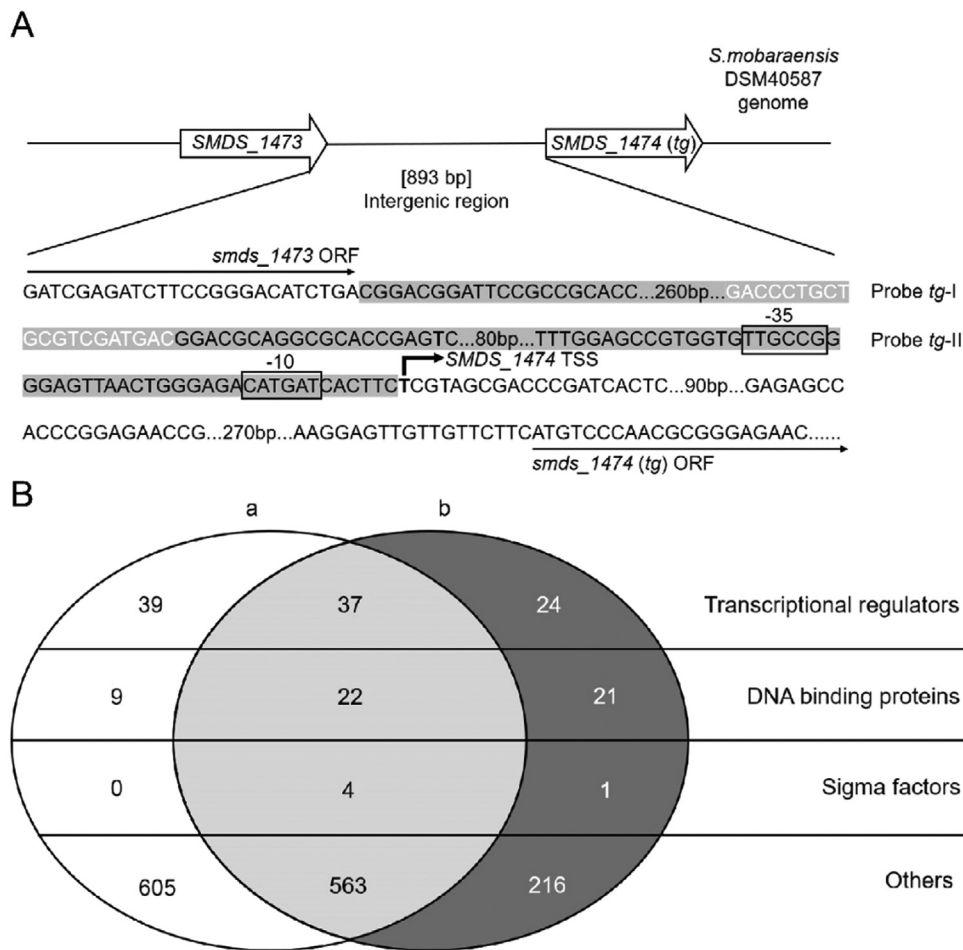 A
S.mobaraensis
DSM40587
genome
SMDS_1473
SMDS_1474 (tg)
[893 bp]
Intergenic region
smds_1473 ORF
GATCGAGATCTTCCGGGACATCTGACGGACGGATTCCGCCGCACC...260bp...GACCCTGCT Probe tg-I
GCGTCGATGACGGACGCAGGCGCACCGAGTC...80bp...TTTGGAGCCGTGGTGTTGCCGG Probe tg-II
-35
-10
SMDS_1474 TSS
GGAGTTAACTGGGAGACATGATCACTTCTCGTAGCGACCCGATCACTC...90bp...GAGAGCC
ACCCGGAGAACCG...270bp...AAGGAGTTGTTGTTCTTCATGTCCCAACGCGGGAGAAC......
smds_1474 (tg) ORF
B
a b
39 37 24 Transcriptional regulators
9 22 21 DNA binding proteins
0 4 1 Sigma factors
605 563 216 Others